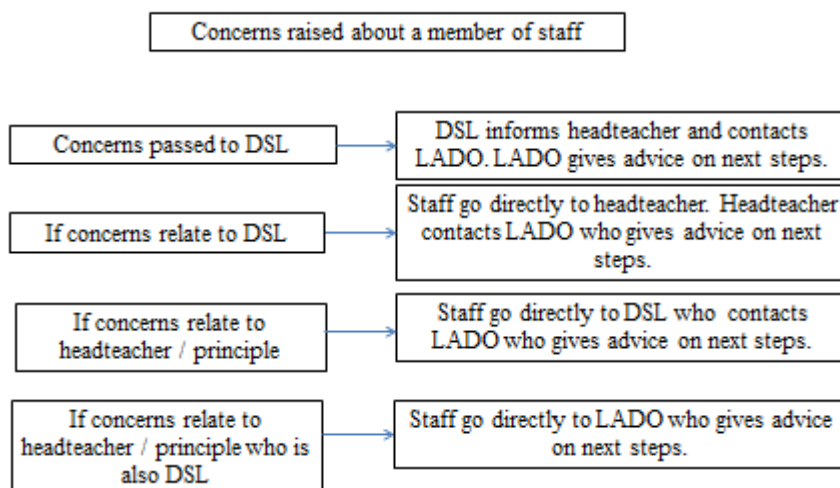 Concerns raised about a member of staff
Concerns passed to DSL
DSL informs headteacher and contacts
LADO. LADO gives advice on next steps.
If concerns relate to DSL
Staff go directly to headteacher. Headteacher
contacts LADO who gives advice on next
steps.
If concerns relate to
headteacher / principle
Staff go directly to DSL who contacts
LADO who gives advice on next steps.
If concerns relate to
headteacher / principle who is
also DSL
Staff go directly to LADO who gives advice
on next steps.